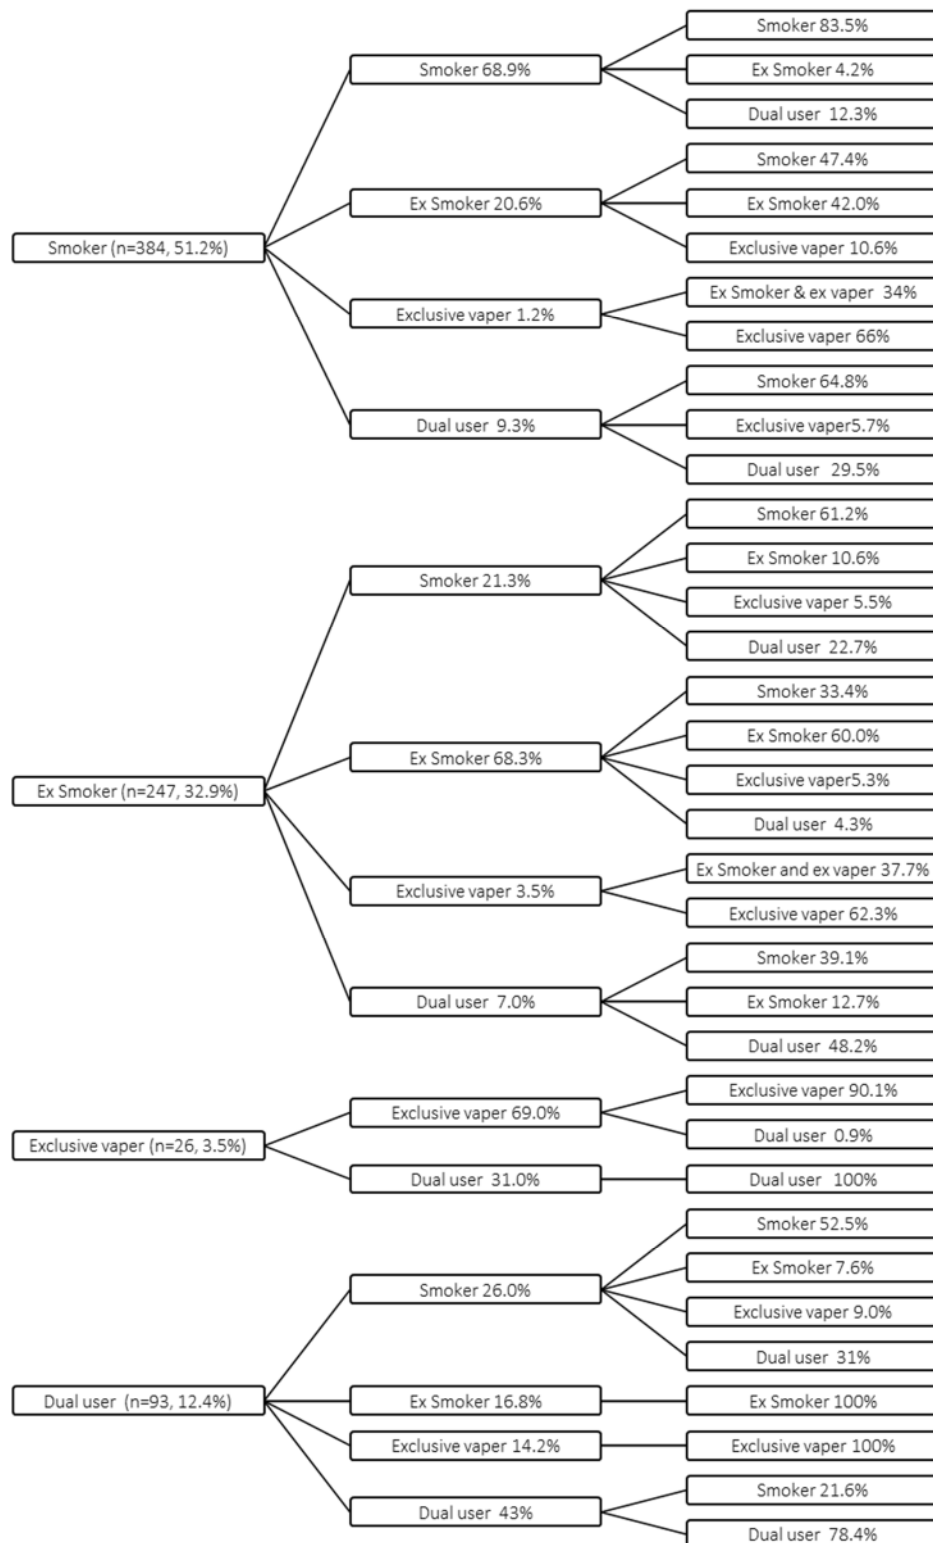 Smoker (n=384, 51.2%)
Smoker 68.9%
Smoker 83.5%
Ex Smoker 4.2%
Dual user 12.3%
Ex Smoker 20.6%
Smoker 47.4%
Ex Smoker 42.0%
Exclusive vaper 10.6%
Exclusive vaper 1.2%
Ex Smoker & ex vaper 34%
Exclusive vaper 66%
Dual user 9.3%
Smoker 64.8%
Exclusive vaper5.7%
Dual user 29.5%
Ex Smoker (n=247, 32.9%)
Smoker 21.3%
Smoker 61.2%
Ex Smoker 10.6%
Exclusive vaper 5.5%
Dual user 22.7%
Ex Smoker 68.3%
Smoker 33.4%
Ex Smoker 60.0%
Exclusive vaper5.3%
Dual user 4.3%
Exclusive vaper 3.5%
Ex Smoker and ex vaper 37.7%
Exclusive vaper 62.3%
Dual user 7.0%
Smoker 39.1%
Ex Smoker 12.7%
Dual user 48.2%
Exclusive vaper (n=26, 3.5%)
Exclusive vaper 69.0%
Exclusive vaper 90.1%
Dual user 0.9%
Dual user 31.0%
Dual user 100%
Dual user (n=93, 12.4%)
Smoker 26.0%
Smoker 52.5%
Ex Smoker 7.6%
Exclusive vaper 9.0%
Dual user 31%
Ex Smoker 16.8%
Ex Smoker 100%
Exclusive vaper 14.2%
Exclusive vaper 100%
Dual user 43%
Smoker 21.6%
Dual user 78.4%